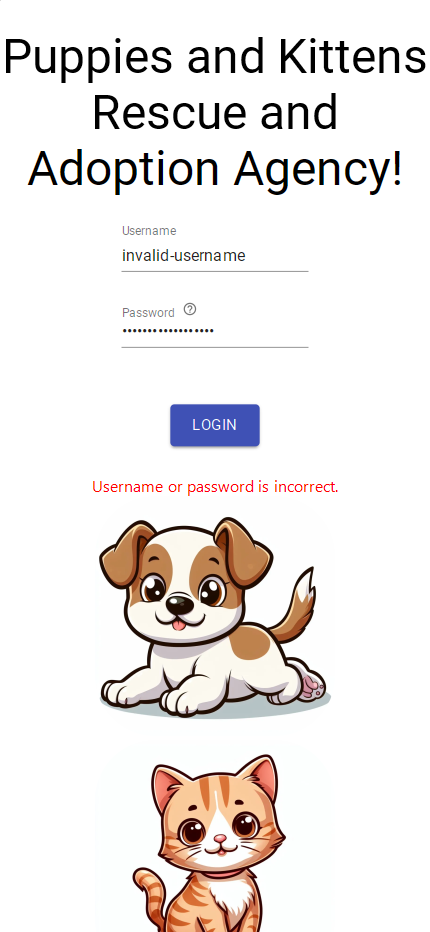 Puppies and Kittens
Rescue and
Adoption Agency!
Username
invalid-username
Password
••••••••••••••••••
LOGIN
Username or password is incorrect.